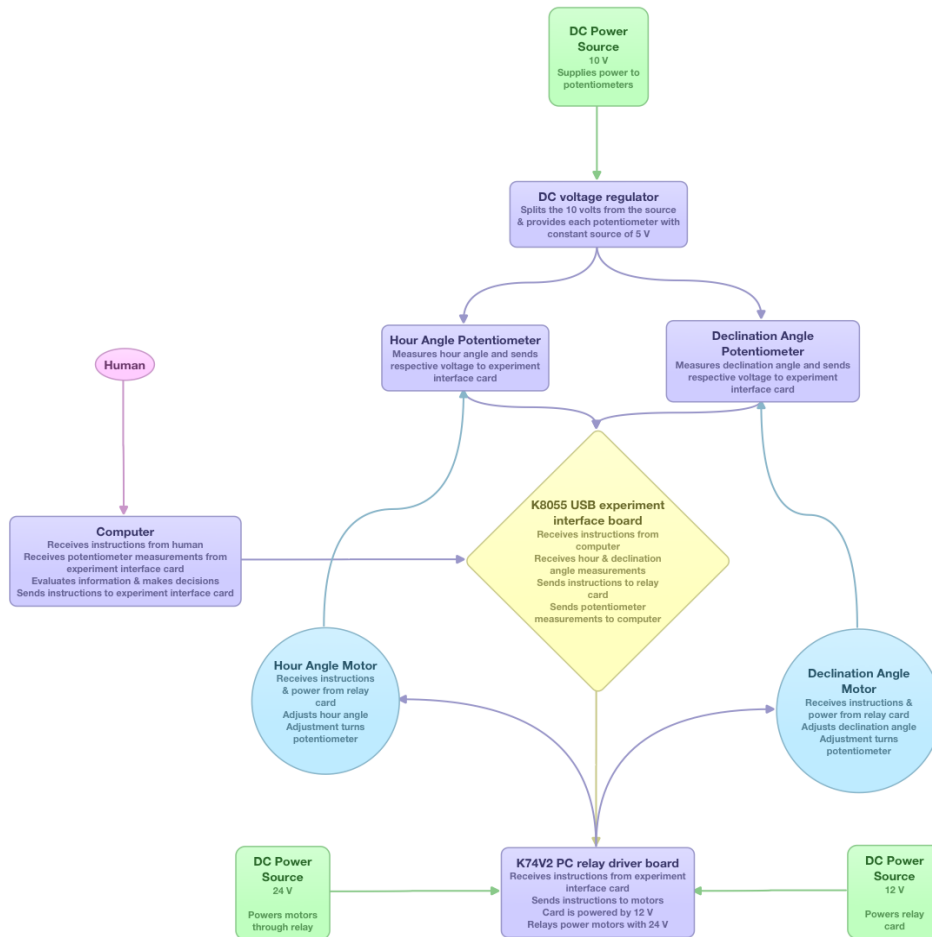 DC Power
Source
10 V
Supplies power to
potentiometers
DC voltage regulator
Splits the 10 volts from the source
& provides each potentiometer with
constant source of 5 V
Hour Angle Potentiometer
Measures hour angle and sends
respective voltage to experiment
interface card
Declination Angle
Potentiometer
Measures declination angle and sends
respective voltage to experiment
interface card
Human
Computer
Receives instructions from human
Receives potentiometer measurements from
experiment interface card
Evaluates information & makes decisions
Sends instructions to experiment interface card
K8055 USB experiment
interface board
Receives instructions from
computer
Receives hour & declination
angle measurements
Sends instructions to relay
card
Sends potentiometer
measurements to computer
Hour Angle Motor
Receives instructions
& power from relay
card
Adjusts hour angle
Adjustment turns
potentiometer
Declination Angle
Motor
Receives instructions &
power from relay card
Adjusts declination angle
Adjustment turns
potentiometer
DC Power
Source
24 V
Powers motors
through relay
K74V2 PC relay driver board
Receives instructions from experiment
interface card
Sends instructions to motors
Card is powered by 12 V
Relays power motors with 24 V
DC Power
Source
12 V
Powers relay
card